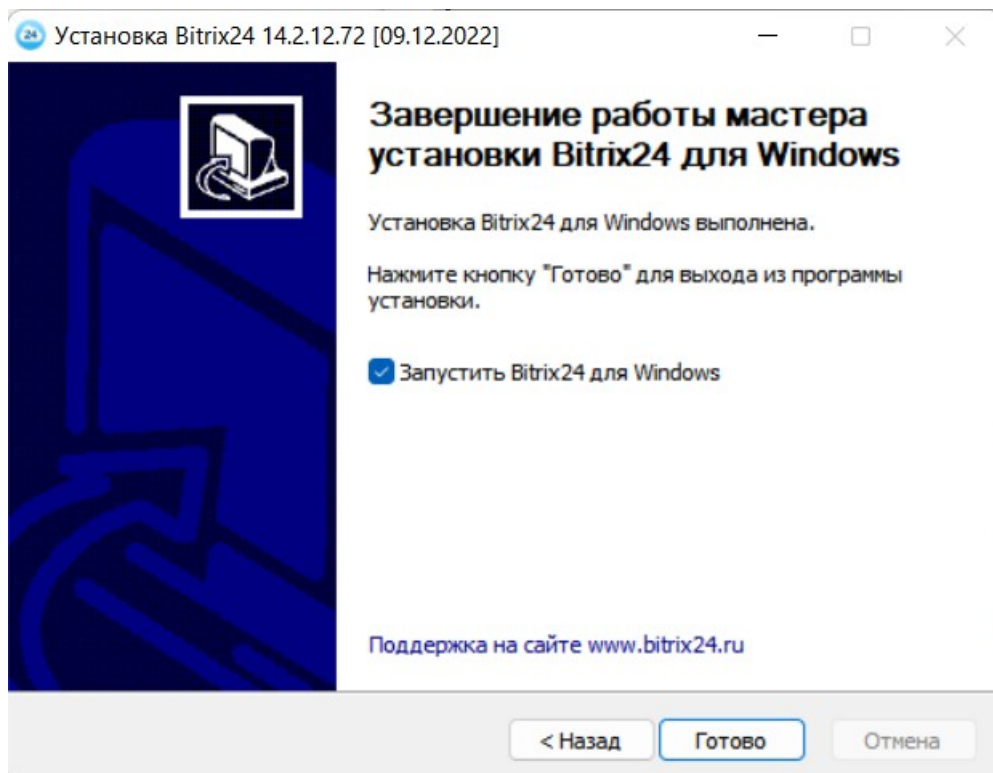 24 Установка Bitrix24 14.2.12.72 [09.12.2022]
Завершение работы мастера
установки Bitrix24 для Windows
Установка Bitrix24 для Windows выполнена.
Нажмите кнопку "Готово" для выхода из программы
установки.
Запустить Bitrix24 для Windows
Поддержка на сайте www.bitrix24.ru
< Назад Готово Отмена